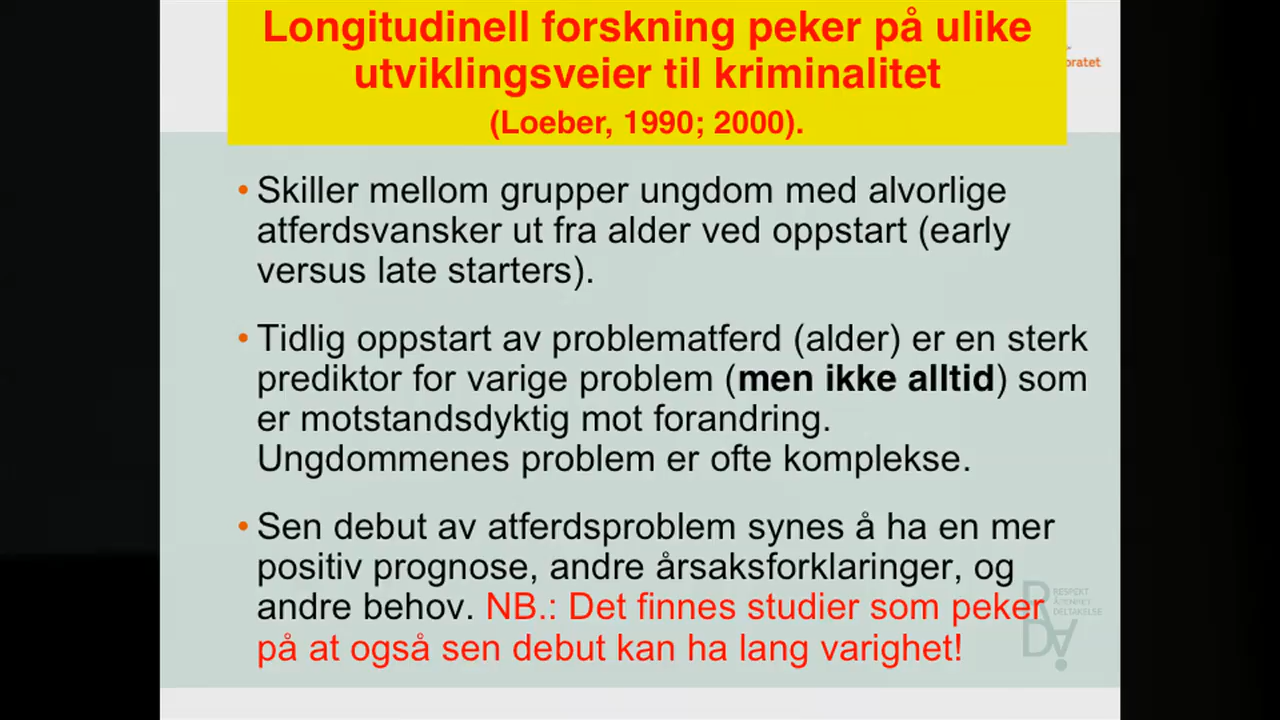 Longitudinell forskning peker på ulike
utviklingsveier til kriminalitet
(Loeber, 1990; 2000).
oratet
• Skiller mellom grupper ungdom med alvorlige
atferdsvansker ut fra alder ved oppstart (early
versus late starters).
• Tidlig oppstart av problematferd (alder) er en sterk
prediktor for varige problem (men ikke alltid) som
er motstandsdyktig mot forandring.
Ungdommenes problem er ofte komplekse.
• Sen debut av atferdsproblem synes å ha en mer
positiv prognose, andre årsaksforklaringer, og
andre behov. NB.: Det finnes studier som peker
på at også sen debut kan ha lang varighet!
RESPEKT
ÅPENHET
DELTAKELSE